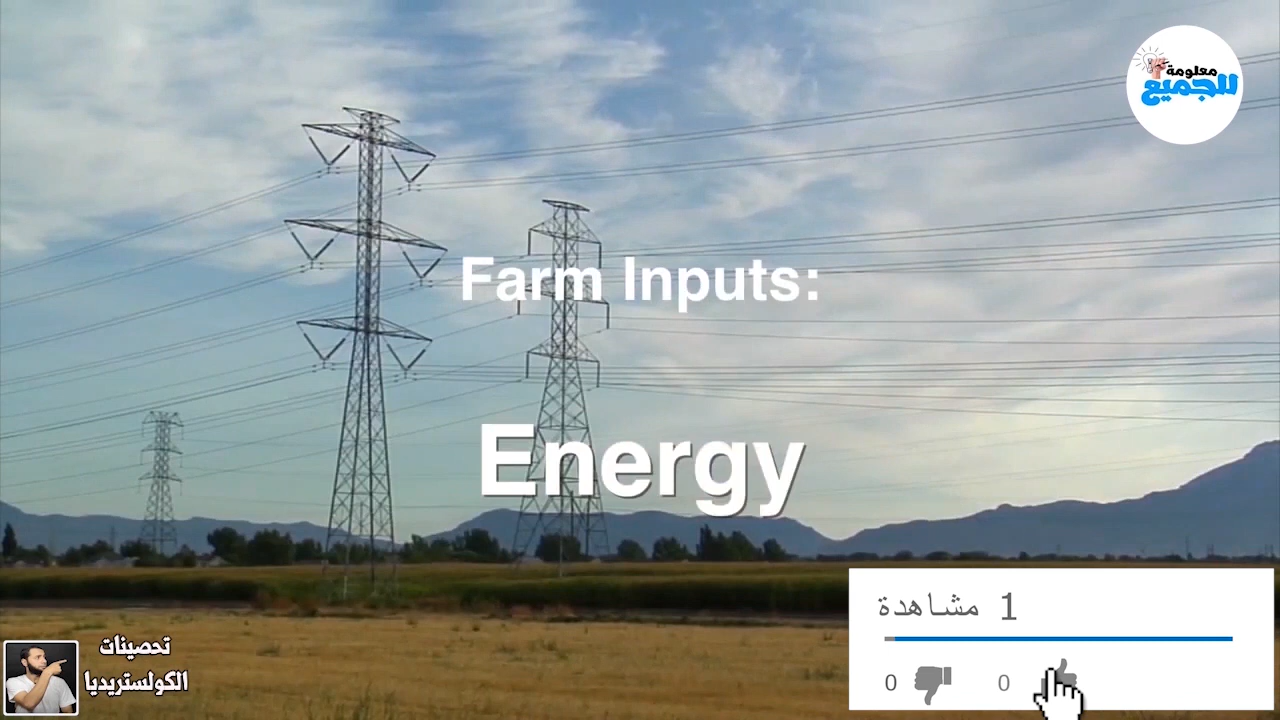 معلومة
للجميع
Farm Inputs:
Energy
1 مشاهدة
0
0
تحصينات
الكولستريديا